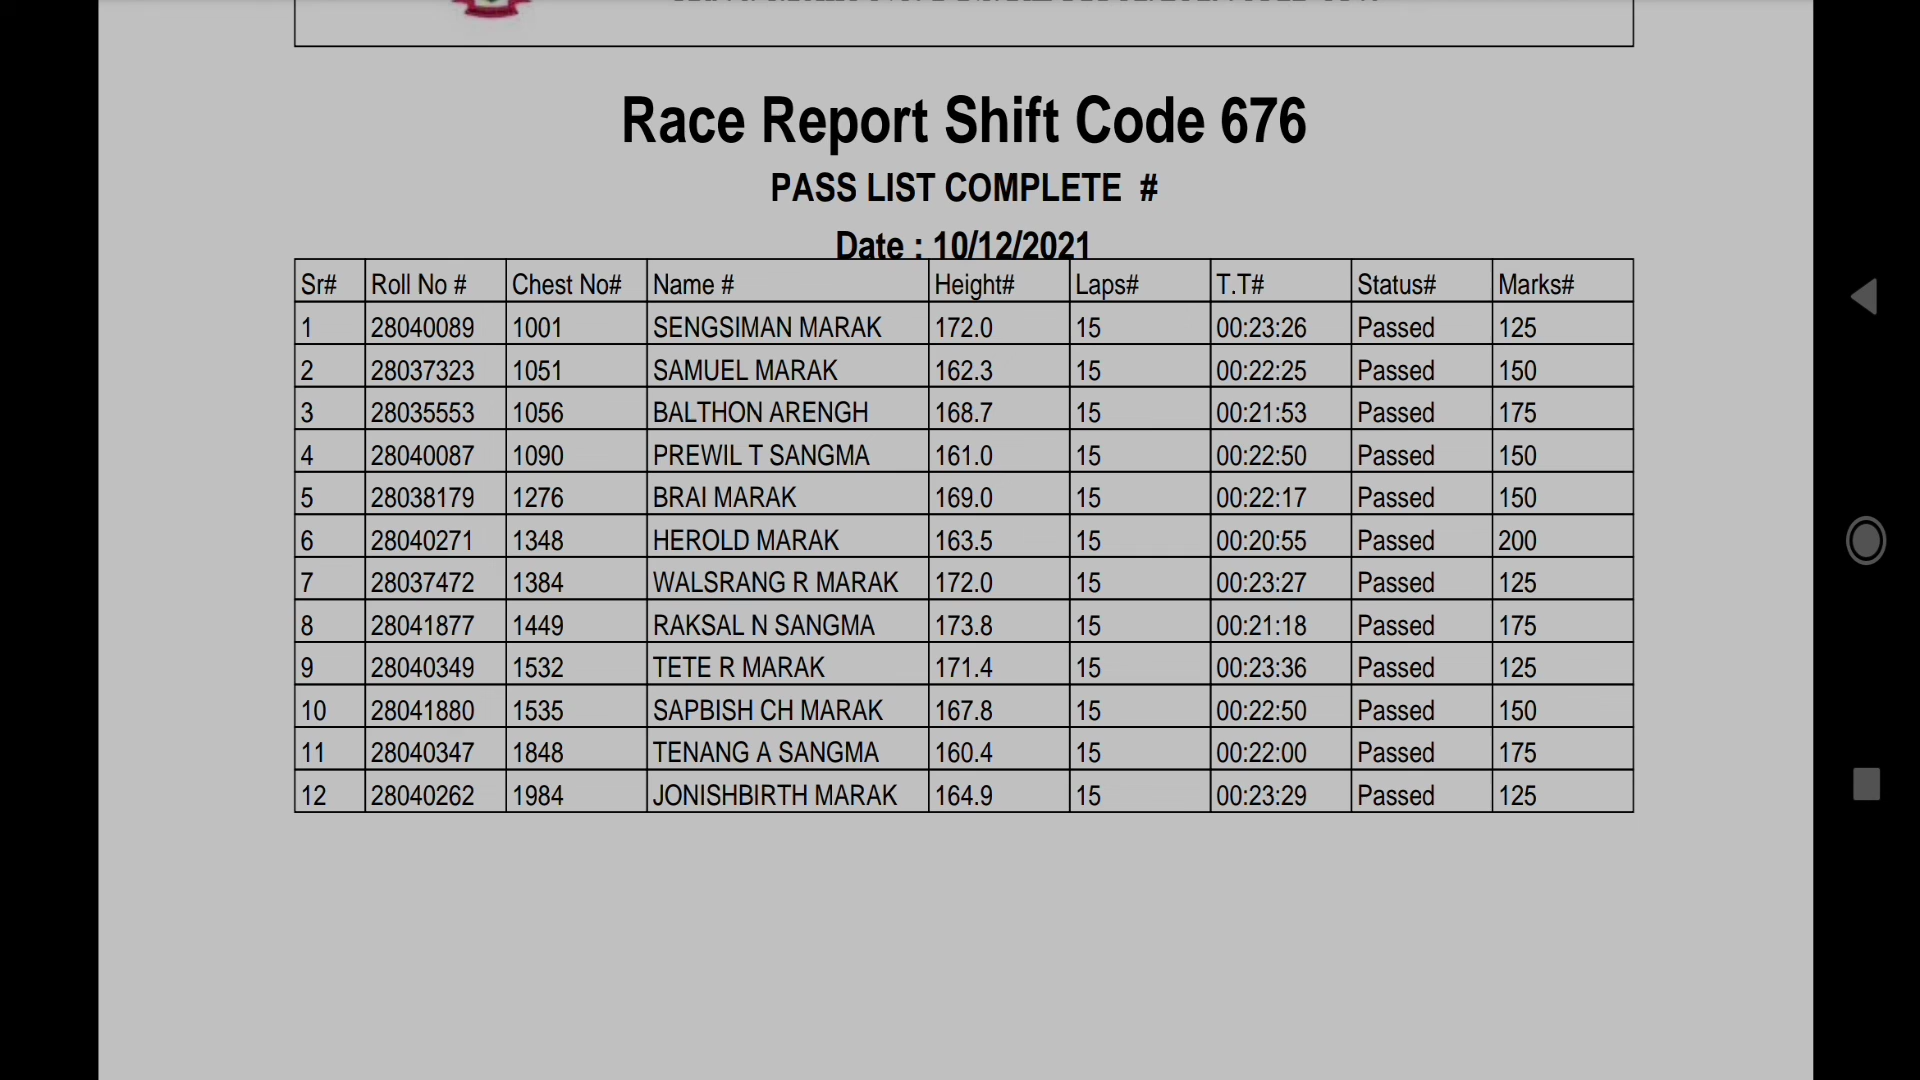 Race Report Shift Code 676
PASS LIST COMPLETE #
Date : 10/12/2021
Sr# Roll No # Chest No# Name # Height# Laps# T.T# Status# Marks#
1 28040089 1001 SENGSIMAN MARAK 172.0 15 00:23:26 Passed 125
2 28037323 1051 SAMUEL MARAK 162.3 15 00:22:25 Passed 150
3 28035553 1056 BALTHON ARENGH 168.7 15 00:21:53 Passed 175
4 28040087 1090 PREWIL T SANGMA 161.0 15 00:22:50 Passed 150
5 28038179 1276 BRAI MARAK 169.0 15 00:22:17 Passed 150
6 28040271 1348 HEROLD MARAK 163.5 15 00:20:55 Passed 200
7 28037472 1384 WALSRANG R MARAK 172.0 15 00:23:27 Passed 125
8 28041877 1449 RAKSAL N SANGMA 173.8 15 00:21:18 Passed 175
9 28040349 1532 TETE R MARAK 171.4 15 00:23:36 Passed 125
10 28041880 1535 SAPBISH CH MARAK 167.8 15 00:22:50 Passed 150
11 28040347 1848 TENANG A SANGMA 160.4 15 00:22:00 Passed 175
12 28040262 1984 JONISHBIRTH MARAK 164.9 15 00:23:29 Passed 125